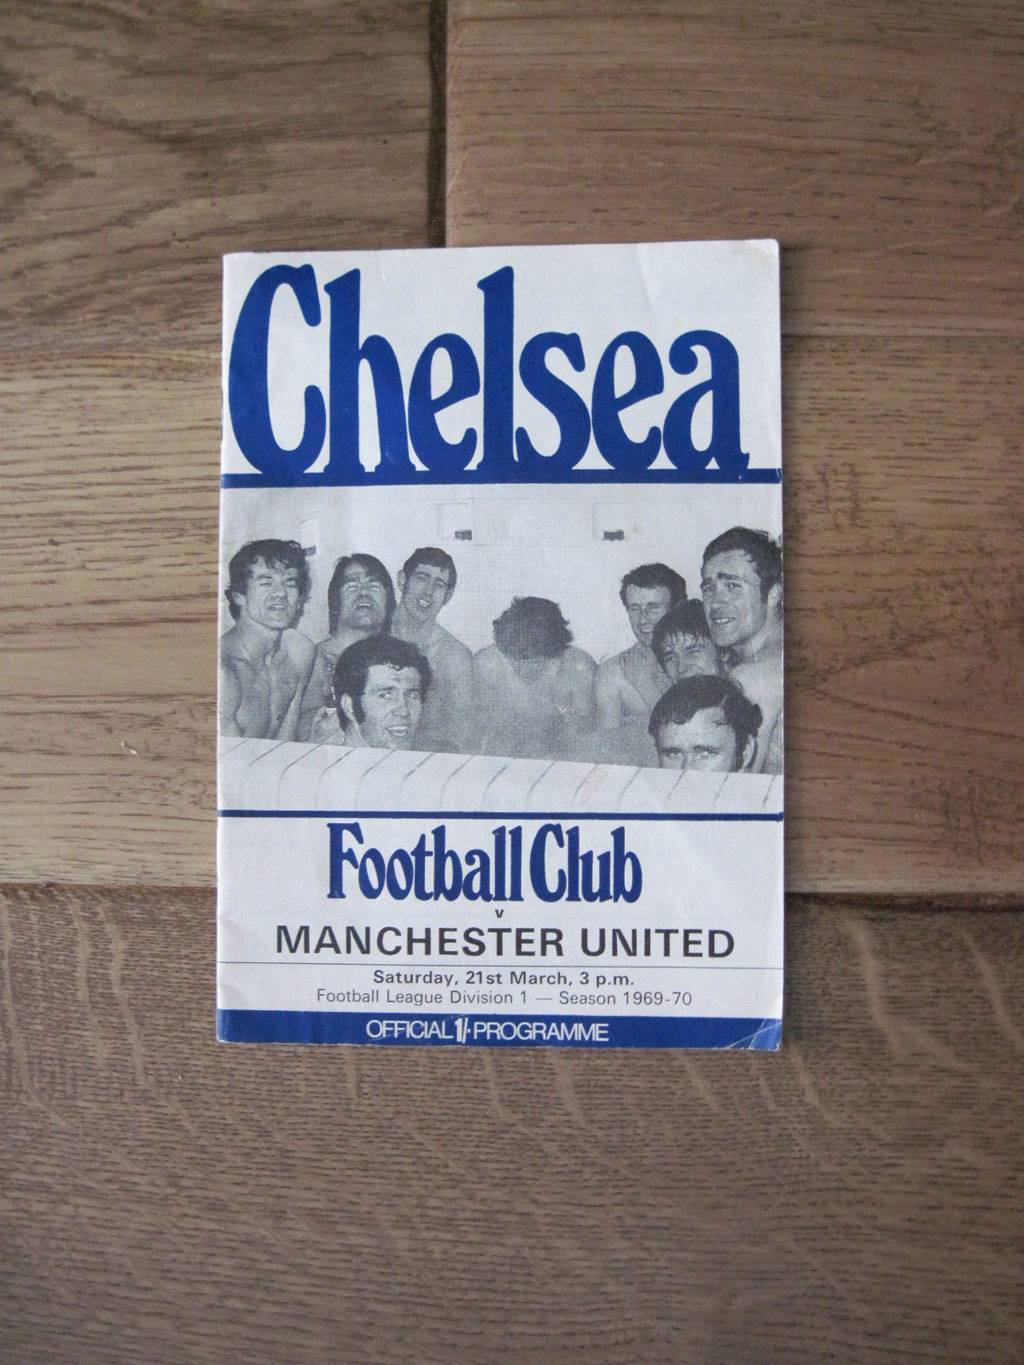 Chelsea
Football Club
v
MANCHESTER UNITED
Saturday, 21st March, 3 p.m.
Football League Division 1 — Season 1969-70
OFFICIAL 1/- PROGRAMME